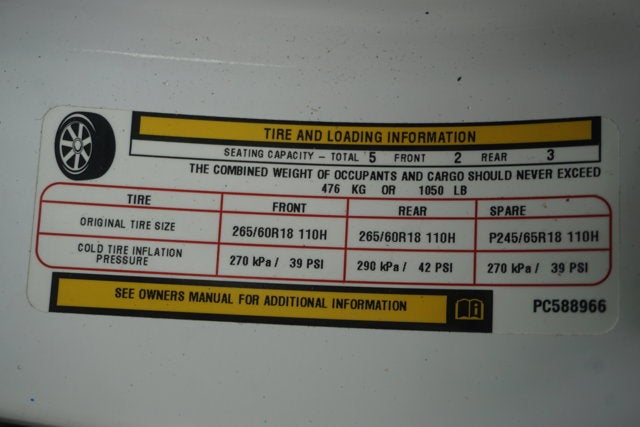 TIRE AND LOADING INFORMATION
SEATING CAPACITY – TOTAL 5 FRONT 2 REAR 3
THE COMBINED WEIGHT OF OCCUPANTS AND CARGO SHOULD NEVER EXCEED
476 KG OR 1050 LB
TIRE FRONT REAR SPARE
ORIGINAL TIRE SIZE 265/60R18 110H 265/60R18 110H P245/65R18 110H
COLD TIRE INFLATION
PRESSURE 270 kPa / 39 PSI 290 kPa / 42 PSI 270 kPa / 39 PSI
SEE OWNERS MANUAL FOR ADDITIONAL INFORMATION
PC588966